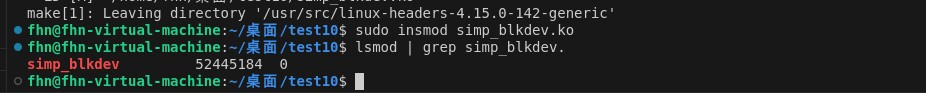 make[1]: Leaving directory '/usr/src/linux-headers-4.15.0-142-generic'
fhn@fhn-virtual-machine:~/桌面/test10$ sudo insmod simp_blkdev.ko
fhn@fhn-virtual-machine:~/桌面/test10$ lsmod | grep simp_blkdev.
simp_blkdev         52445184  0
fhn@fhn-virtual-machine:~/桌面/test10$